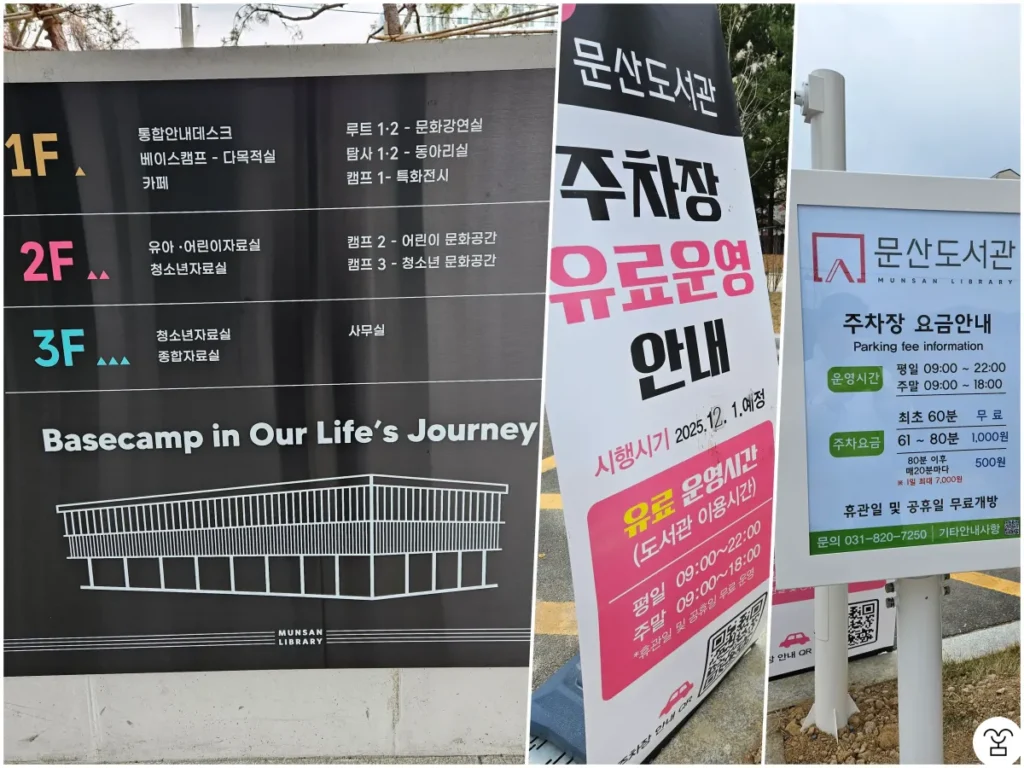 1F
통합안내데스크
베이스캠프 - 다목적실
카페
루트 1·2 - 문화강연실
탐사 1·2 - 동아리실
캠프 1- 특화전시
2F
유아 ·어린이자료실
청소년자료실
캠프 2 - 어린이 문화공간
캠프 3 - 청소년 문화공간
3F
청소년자료실
종합자료실
사무실
Basecamp in Our Life's Journey
MUNSAN
LIBRARY
문산도서관
주차장
유료운영
안내
시행시기 2025.12. 1.예정
유료 운영시간
(도서관 이용시간)
평일 09:00~22:00
주말 09:00~18:00
*휴관일 및 공휴일 무료 운영
주차장 안내 QR
문산도서관
MUNSAN LIBRARY
주차장 요금안내
Parking fee information
운영시간
평일 09:00 ~ 22:00
주말 09:00 ~ 18:00
주차요금
최초 60분 무료
61 ~ 80분 1,000원
80분 이후
매20분마다 500원
※ 1일 최대 7,000원
휴관일 및 공휴일 무료개방
문의 031-820-7250 기타안내사항
장 안내 QR